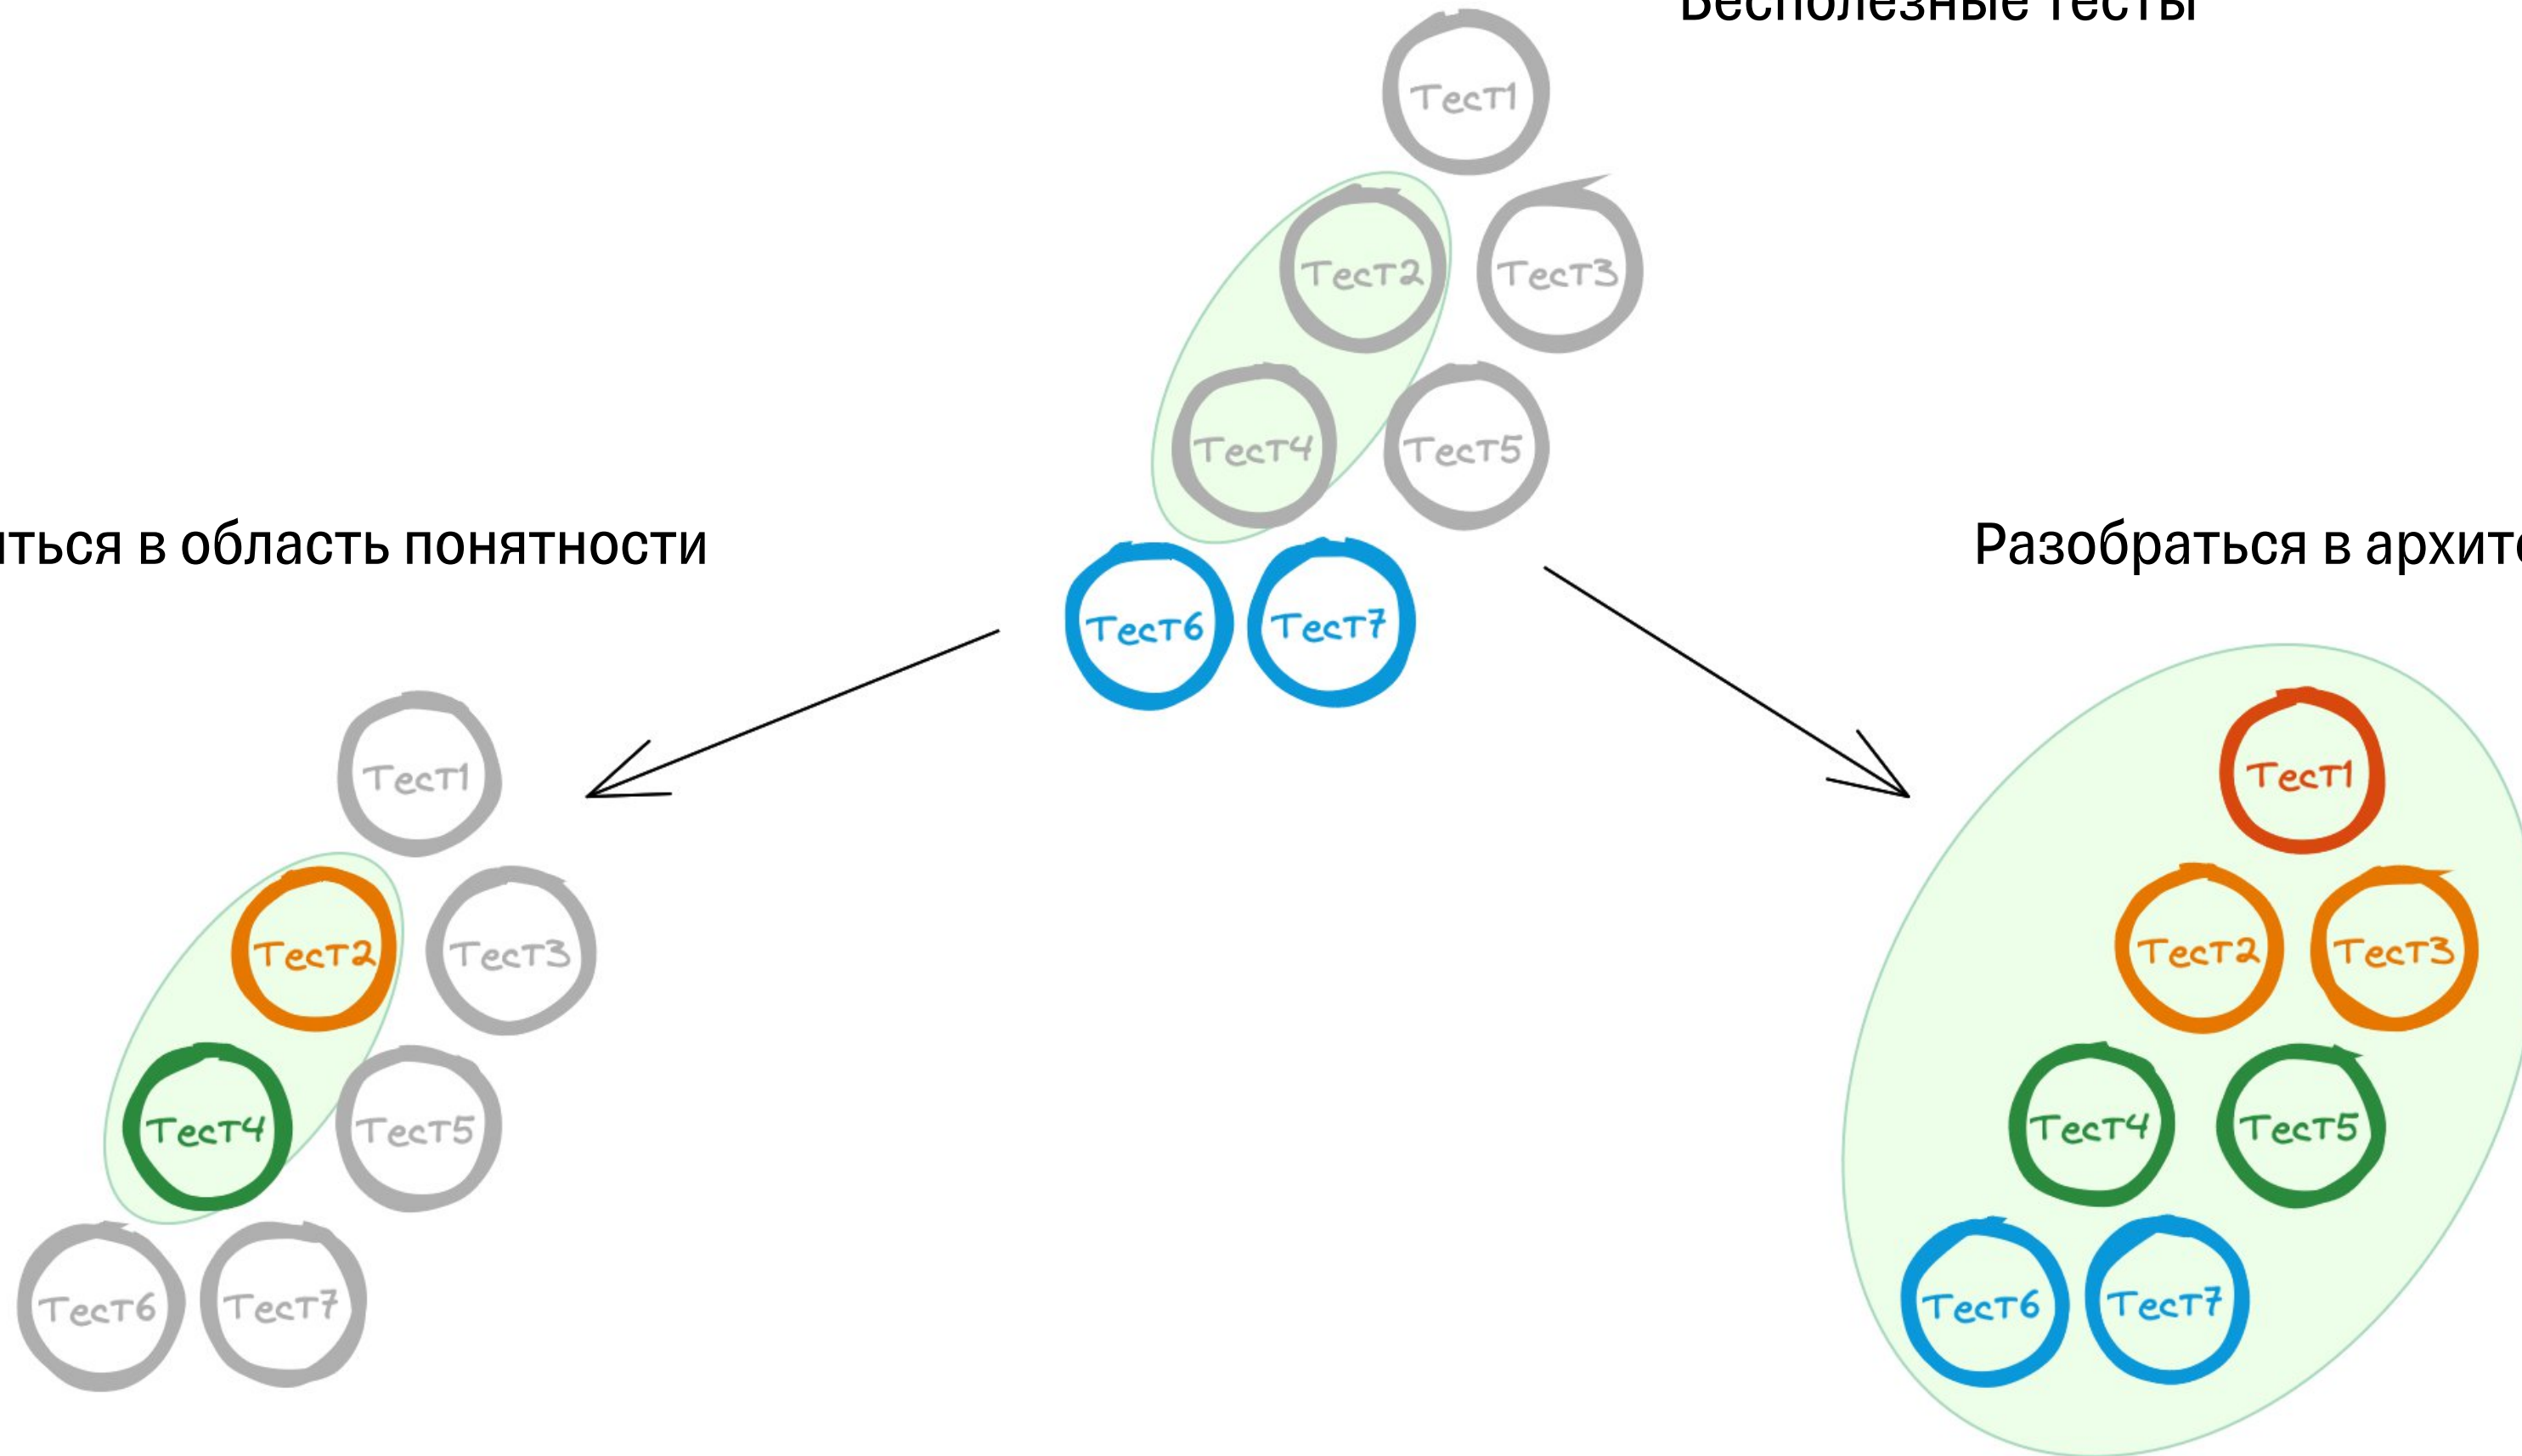 Бесполезные тесты
Тест1
Тест2 Тест3
Тест4 Тест5
Тест6 Тест7
ться в область понятности
Разобраться в архит
Тест1
Тест2 Тест3
Тест4 Тест5
Тест6 Тест7
Тест1
Тест2 Тест3
Тест4 Тест5
Тест6 Тест7